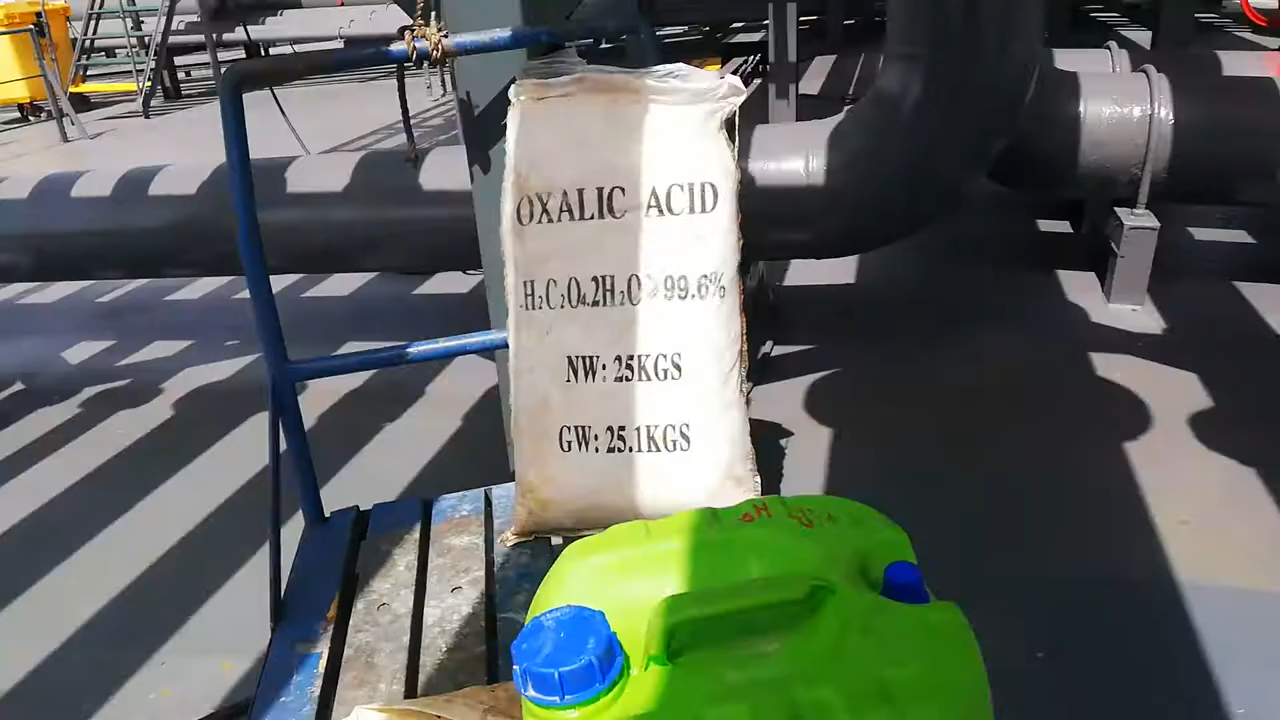 OXALIC ACID
H₂C₂O₄.2H₂O >99.6%
NW: 25KGS
GW: 25.1KGS